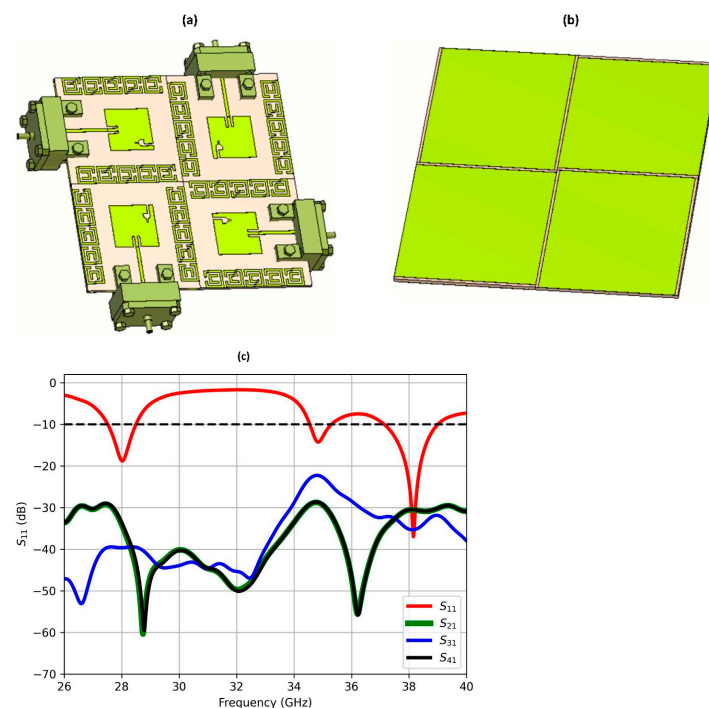 (a)
(b)
(c)
S₁₁ (dB)
0
−10
−20
−30
−40
−50
−60
−70
26
28
30
32
34
36
38
40
Frequency (GHz)
S₁₁
S₂₁
S₃₁
S₄₁